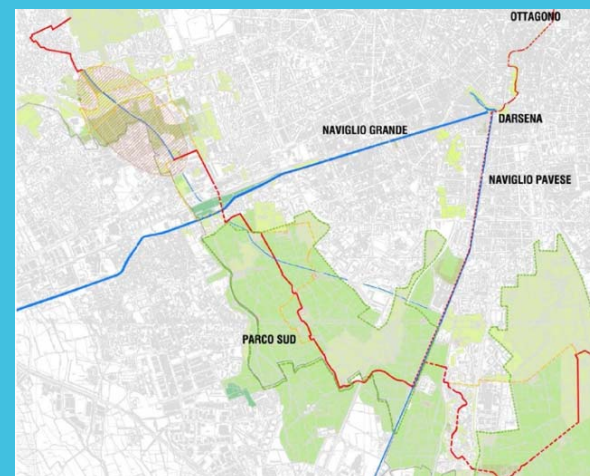 OTTAGONO
DARSENA
NAVIGLIO GRANDE
NAVIGLIO PAVESE
PARCO SUD